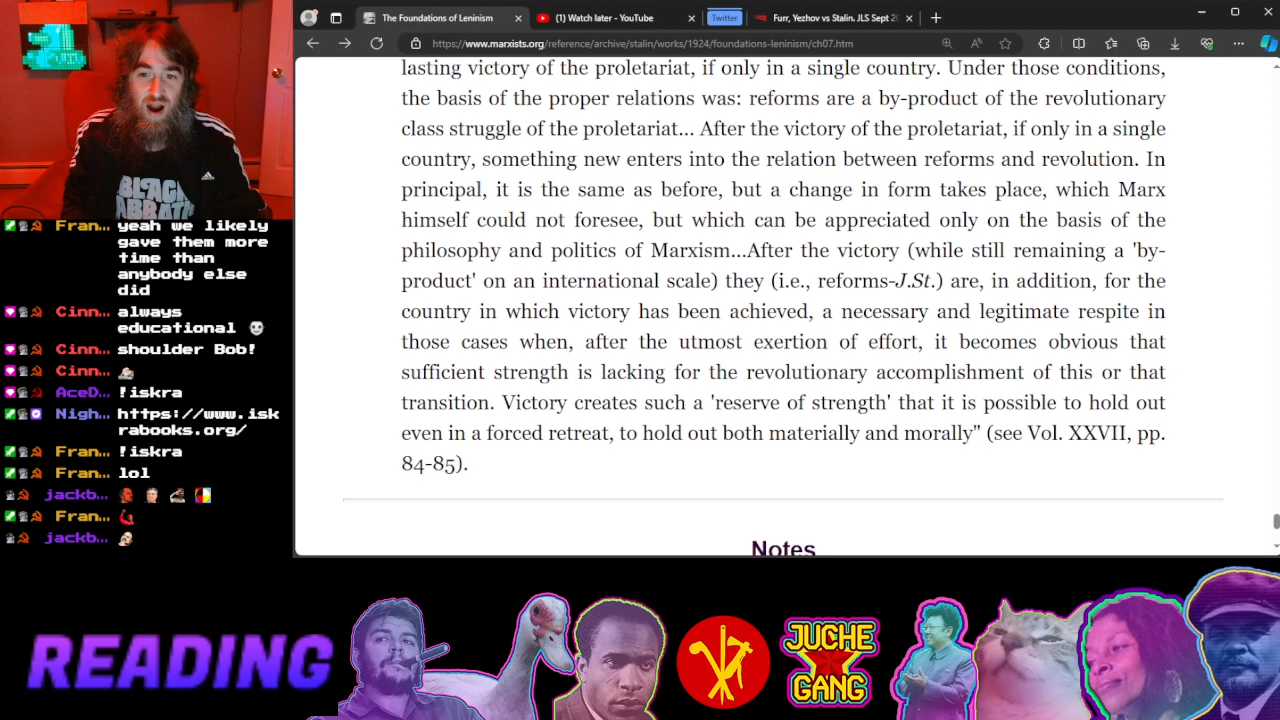 The Foundations of Leninism
(1) Watch later - YouTube
Twitter
Furr, Yezhov vs Stalin. JLS Sept 20
https://www.marxists.org/reference/archive/stalin/works/1924/foundations-leninism/ch07.htm
BLACK
SABBATH
Fran... yeah we likely
gave them more
time than
anybody else
did
Cinn... always
educational
Cinn... shoulder Bob!
Cinn...
AceD... !iskra
Nigh... https://www.isk
rabooks.org/
Fran... !iskra
Fran... lol
jackb...
Fran...
jackb...
lasting victory of the proletariat, if only in a single country. Under those conditions,
the basis of the proper relations was: reforms are a by-product of the revolutionary
class struggle of the proletariat... After the victory of the proletariat, if only in a single
country, something new enters into the relation between reforms and revolution. In
principal, it is the same as before, but a change in form takes place, which Marx
himself could not foresee, but which can be appreciated only on the basis of the
philosophy and politics of Marxism...After the victory (while still remaining a 'by-
product' on an international scale) they (i.e., reforms-J.St.) are, in addition, for the
country in which victory has been achieved, a necessary and legitimate respite in
those cases when, after the utmost exertion of effort, it becomes obvious that
sufficient strength is lacking for the revolutionary accomplishment of this or that
transition. Victory creates such a 'reserve of strength' that it is possible to hold out
even in a forced retreat, to hold out both materially and morally" (see Vol. XXVII, pp.
84-85).
Notes
READING
JUCHE
GANG